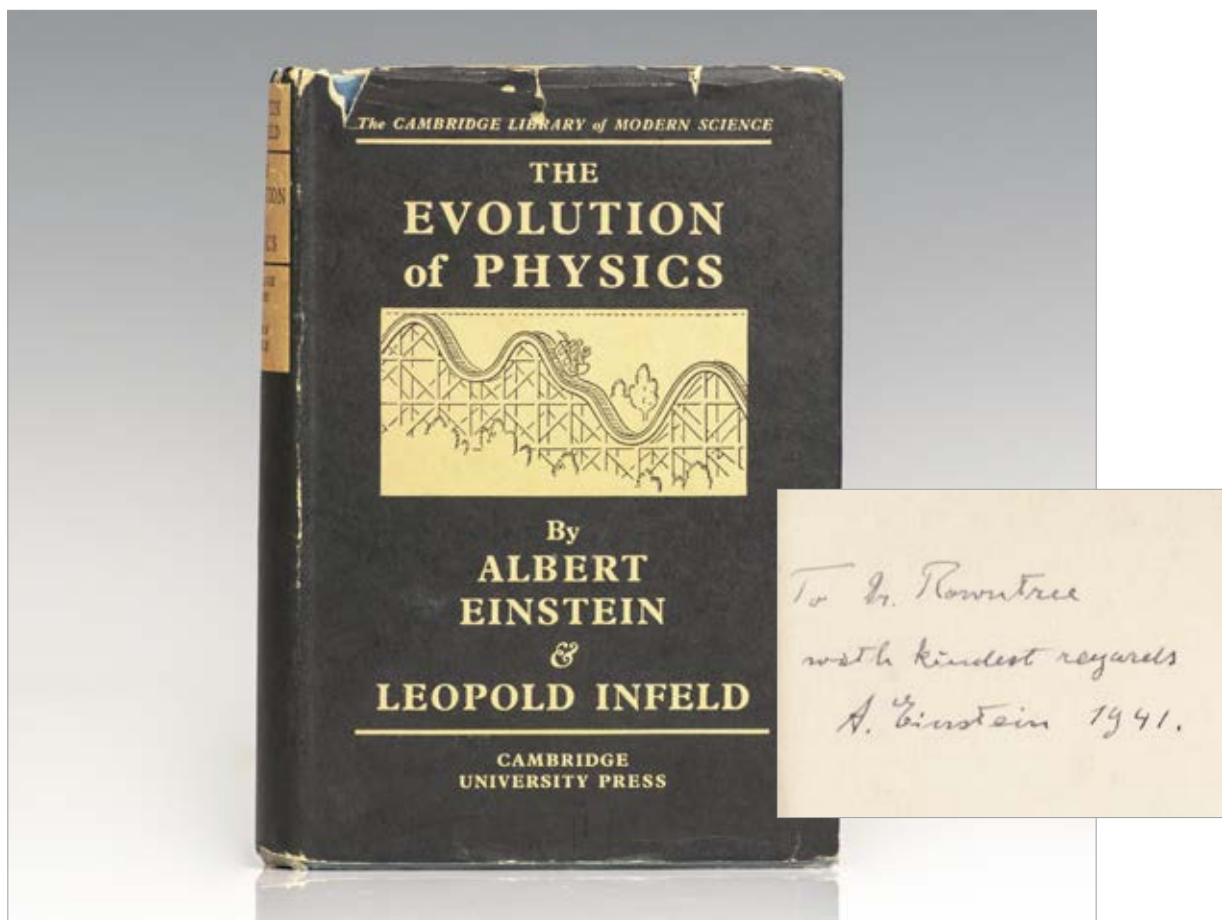 The CAMBRIDGE LIBRARY of MODERN SCIENCE
THE
EVOLUTION
of PHYSICS
By
ALBERT
EINSTEIN
&
LEOPOLD INFELD
CAMBRIDGE
UNIVERSITY PRESS
To Dr. Rowntree
with kindest regards
A. Einstein 1941.